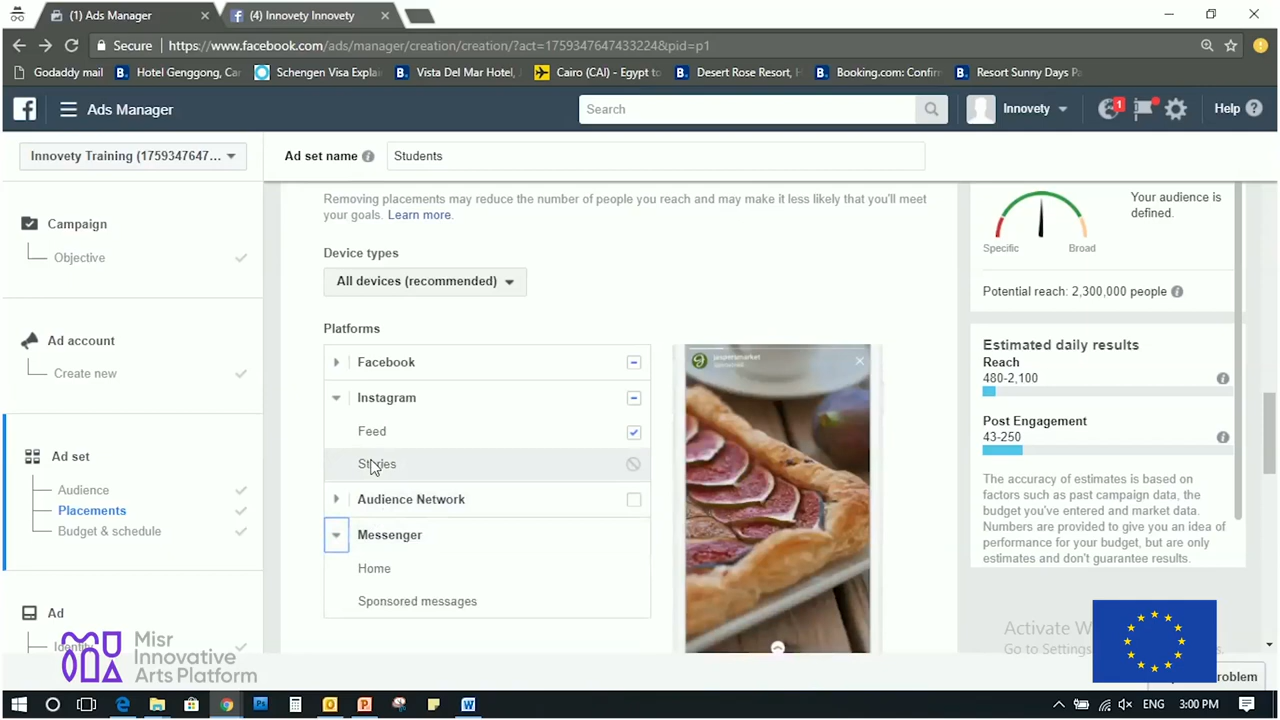 (1) Ads Manager
(4) Innovety Innovety
Secure
https://www.facebook.com/ads/manager/creation/creation/?act=1759347647433224&pid=p1
Godaddy mail
Hotel Genggong, Car
Schengen Visa Explai
Vista Del Mar Hotel,
Cairo (CAI) - Egypt to
Desert Rose Resort, H
Booking.com: Confir
Resort Sunny Days Pa
Ads Manager
Search
Innovety
1
Help
Innovety Training (1759347647...
Ad set name
Students
Campaign
Objective
Ad account
Create new
Ad set
Audience
Placements
Budget & schedule
Ad
Identity
Removing placements may reduce the number of people you reach and may make it less likely that you'll meet
your goals. Learn more.
Device types
All devices (recommended)
Platforms
Facebook
Instagram
Feed
Stories
Audience Network
Messenger
Home
Sponsored messages
jaspersmarket
Your audience is
defined.
Specific
Broad
Potential reach: 2,300,000 people
Estimated daily results
Reach
480-2,100
Post Engagement
43-250
The accuracy of estimates is based on
factors such as past campaign data, the
budget you've entered and market data.
Numbers are provided to give you an idea of
performance for your budget, but are only
estimates and don't guarantee results.
Activate W
Go to Settings
roblem
Misr
Innovative
Arts Platform
ENG
3:00 PM